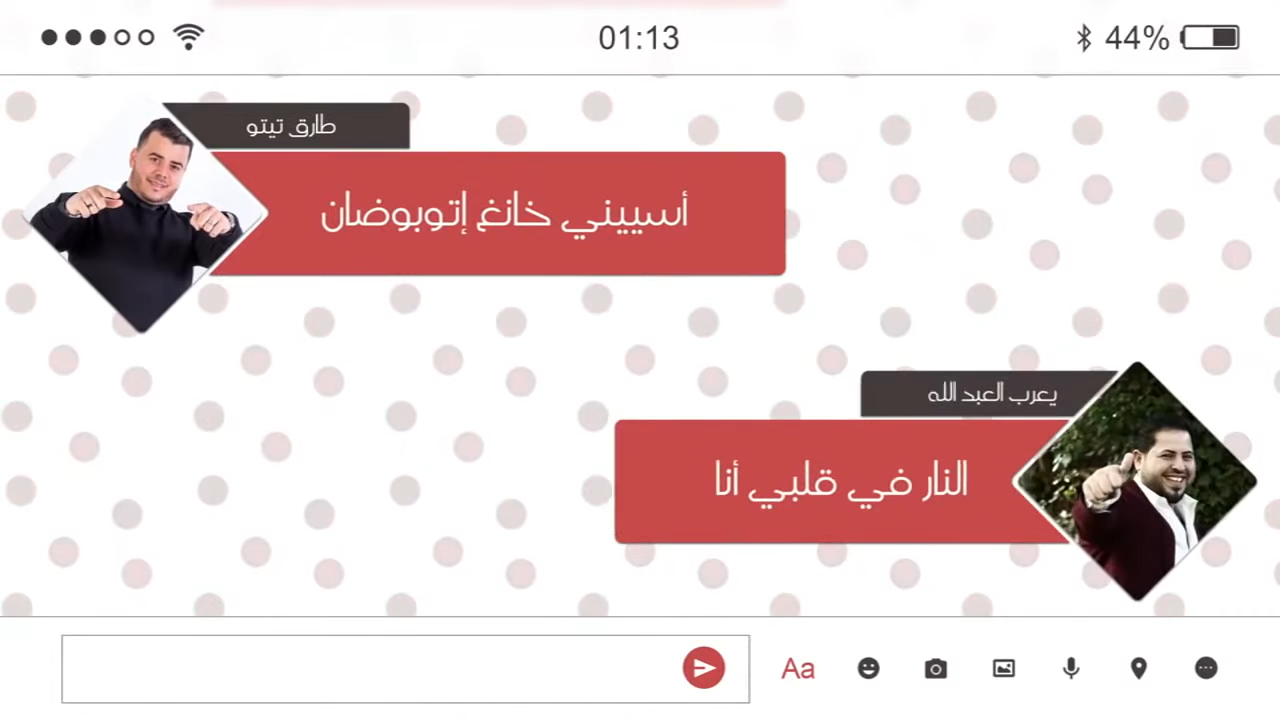 01:13
44%
طارق تيتو
أسييني خانغ إتوبوضان
يعرب العبد الله
النار في قلبي أنا
Aa